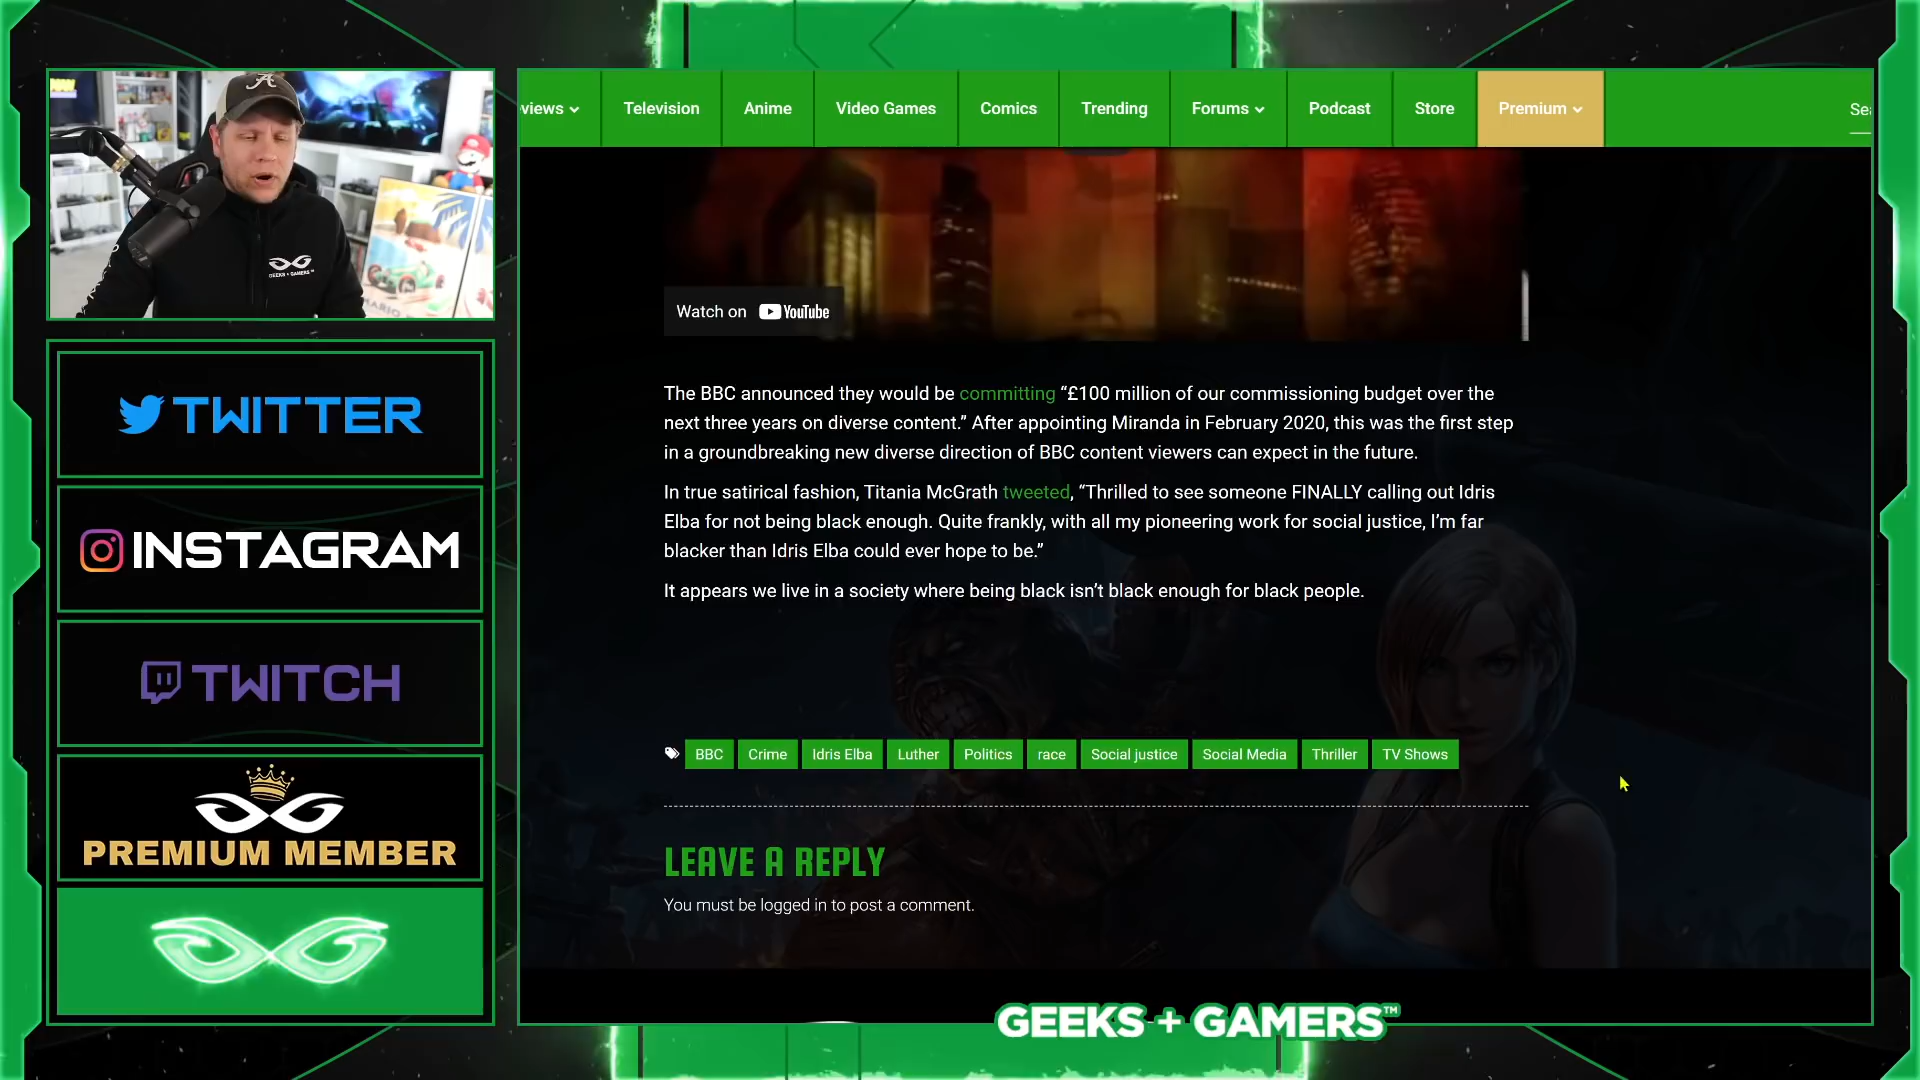 views
Television
Anime
Video Games
Comics
Trending
Forums
Podcast
Store
Premium
Watch on YouTube
The BBC announced they would be committing “£100 million of our commissioning budget over the
next three years on diverse content.” After appointing Miranda in February 2020, this was the first step
in a groundbreaking new diverse direction of BBC content viewers can expect in the future.
In true satirical fashion, Titania McGrath tweeted, “Thrilled to see someone FINALLY calling out Idris
Elba for not being black enough. Quite frankly, with all my pioneering work for social justice, I’m far
blacker than Idris Elba could ever hope to be.”
It appears we live in a society where being black isn’t black enough for black people.
BBC
Crime
Idris Elba
Luther
Politics
race
Social justice
Social Media
Thriller
TV Shows
LEAVE A REPLY
You must be logged in to post a comment.
GEEKS + GAMERS™
A
GEEKS + GAMERS
TWITTER
INSTAGRAM
TWITCH
PREMIUM MEMBER